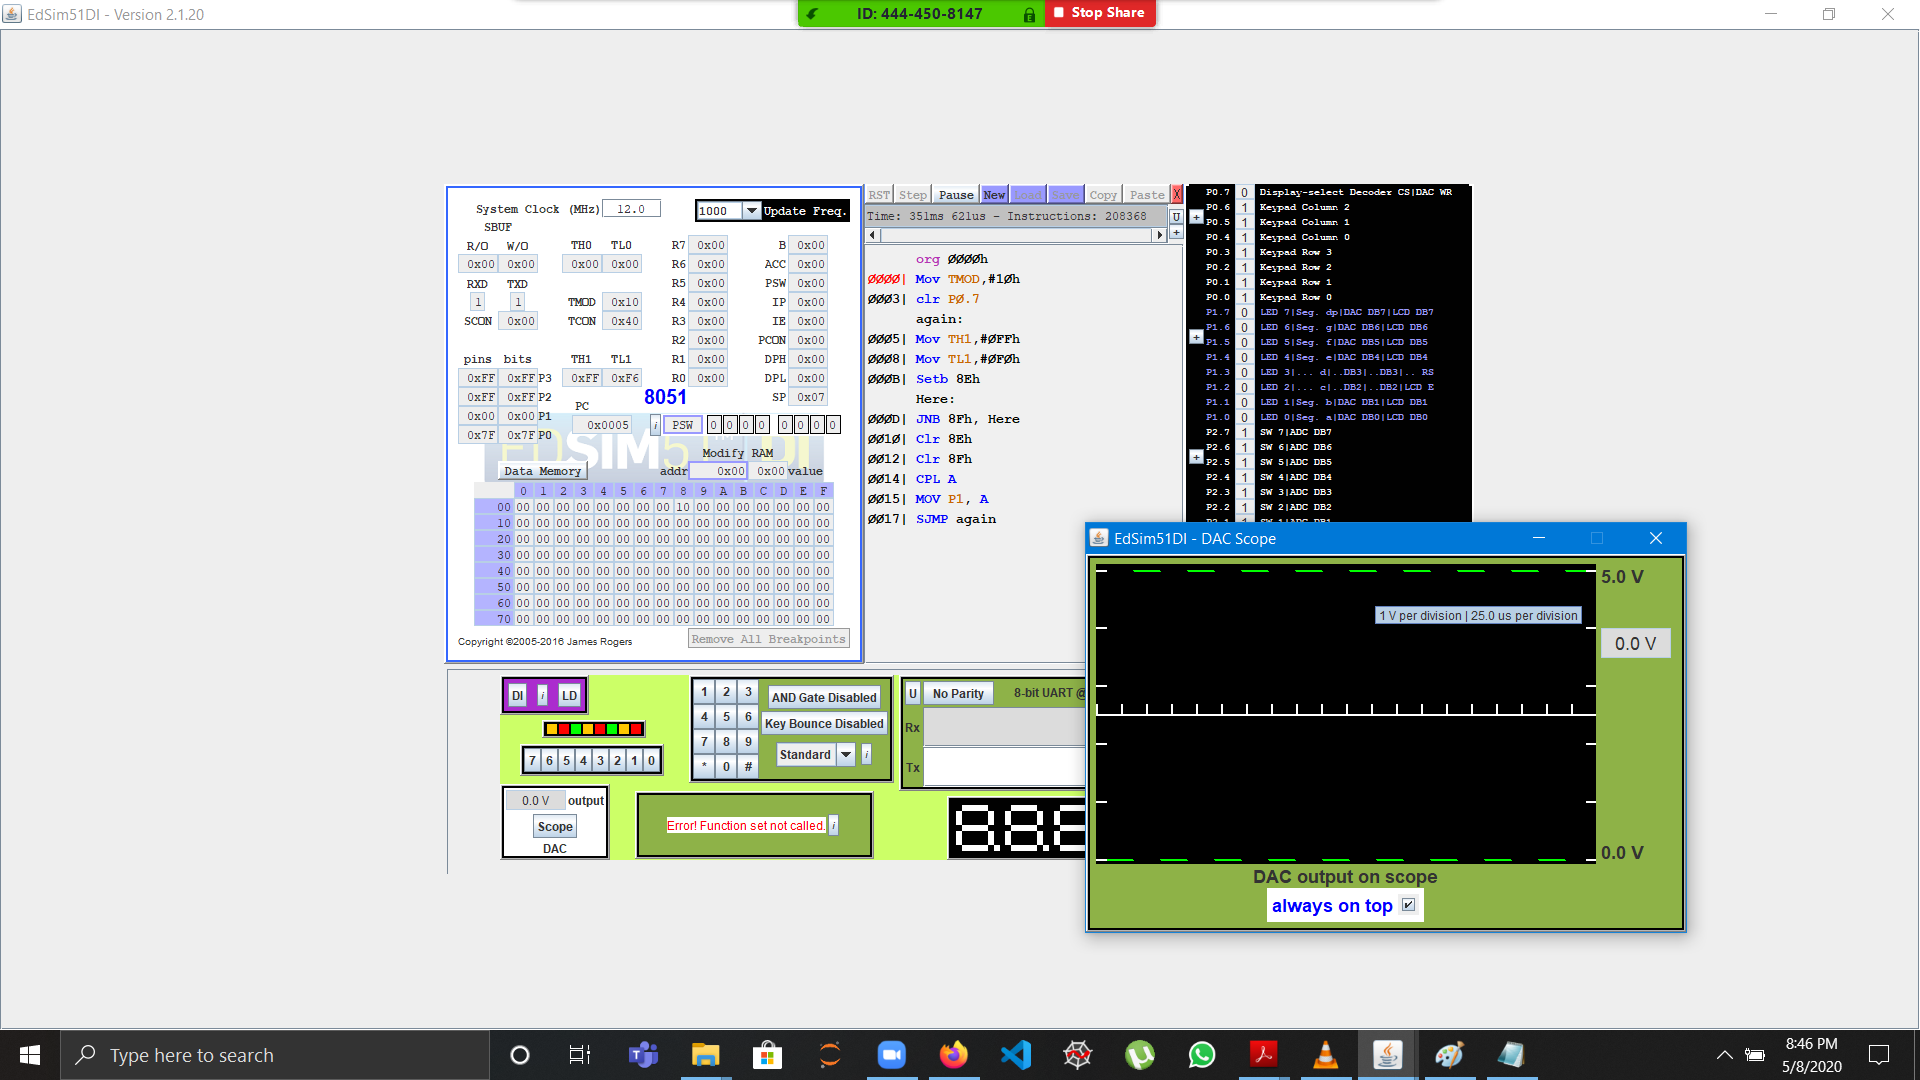 EdSim51DI - Version 2.1.20
ID: 444-450-8147
Stop Share
System Clock (MHz) 12.0
1000 Update Freq.
SBUF
R/O W/O TH0 TL0 R7 0x00 B 0x00
0x00 0x00 0x00 0x00 R6 0x00 ACC 0x00
RXD TXD R5 0x00 PSW 0x00
1 1 TMOD 0x10 R4 0x00 IP 0x00
SCON 0x00 TCON 0x40 R3 0x00 IE 0x00
R2 0x00 PCON 0x00
pins bits TH1 TL1 R1 0x00 DPH 0x00
0xFF 0xFF P3 0xFF 0xF6 R0 0x00 DPL 0x00
0xFF 0xFF P2 8051 SP 0x07
0x00 0x00 P1 PC 0x0005 i PSW 0 0 0 0 0 0 0 0
0x7F 0x7F P0
EDSIM51 DI
Modify RAM
Data Memory addr 0x00 0x00 value
0 1 2 3 4 5 6 7 8 9 A B C D E F
00 00 00 00 00 00 00 00 00 10 00 00 00 00 00 00 00
10 00 00 00 00 00 00 00 00 00 00 00 00 00 00 00 00
20 00 00 00 00 00 00 00 00 00 00 00 00 00 00 00 00
30 00 00 00 00 00 00 00 00 00 00 00 00 00 00 00 00
40 00 00 00 00 00 00 00 00 00 00 00 00 00 00 00 00
50 00 00 00 00 00 00 00 00 00 00 00 00 00 00 00 00
60 00 00 00 00 00 00 00 00 00 00 00 00 00 00 00 00
70 00 00 00 00 00 00 00 00 00 00 00 00 00 00 00 00
Copyright ©2005-2016 James Rogers Remove All Breakpoints
RST Step Pause New Load Save Copy Paste X
Time: 351ms 621us - Instructions: 208368 U
+
org 0000h
0000| Mov TMOD,#10h
0003| clr P0.7
again:
0005| Mov TH1,#0FFh
0008| Mov TL1,#0F0h
000B| Setb 8Eh
Here:
000D| JNB 8Fh, Here
0010| Clr 8Eh
0012| Clr 8Fh
0014| CPL A
0015| MOV P1, A
0017| SJMP again
P0.7 0 Display-select Decoder CS|DAC WR
P0.6 1 Keypad Column 2
P0.5 1 Keypad Column 1
P0.4 1 Keypad Column 0
P0.3 1 Keypad Row 3
P0.2 1 Keypad Row 2
P0.1 1 Keypad Row 1
P0.0 1 Keypad Row 0
P1.7 0 LED 7|Seg. dp|DAC DB7|LCD DB7
P1.6 0 LED 6|Seg. g|DAC DB6|LCD DB6
P1.5 0 LED 5|Seg. f|DAC DB5|LCD DB5
P1.4 0 LED 4|Seg. e|DAC DB4|LCD DB4
P1.3 0 LED 3|... d|..DB3|..DB3|.. RS
P1.2 0 LED 2|... c|..DB2|..DB2|LCD E
P1.1 0 LED 1|Seg. b|DAC DB1|LCD DB1
P1.0 0 LED 0|Seg. a|DAC DB0|LCD DB0
P2.7 1 SW 7|ADC DB7
P2.6 1 SW 6|ADC DB6
P2.5 1 SW 5|ADC DB5
P2.4 1 SW 4|ADC DB4
P2.3 1 SW 3|ADC DB3
P2.2 1 SW 2|ADC DB2
P2.1 1 SW 1|ADC DB1
EdSim51DI - DAC Scope
5.0 V
1 V per division | 25.0 us per division
0.0 V
0.0 V
DAC output on scope
always on top
DI i LD
7 6 5 4 3 2 1 0
0.0 V output
Scope
DAC
1 2 3
4 5 6
7 8 9
* 0 #
AND Gate Disabled
Key Bounce Disabled
Standard i
U No Parity 8-bit UART @
Rx
Tx
Error! Function set not called. i
8.8.8
Type here to search
8:46 PM
5/8/2020